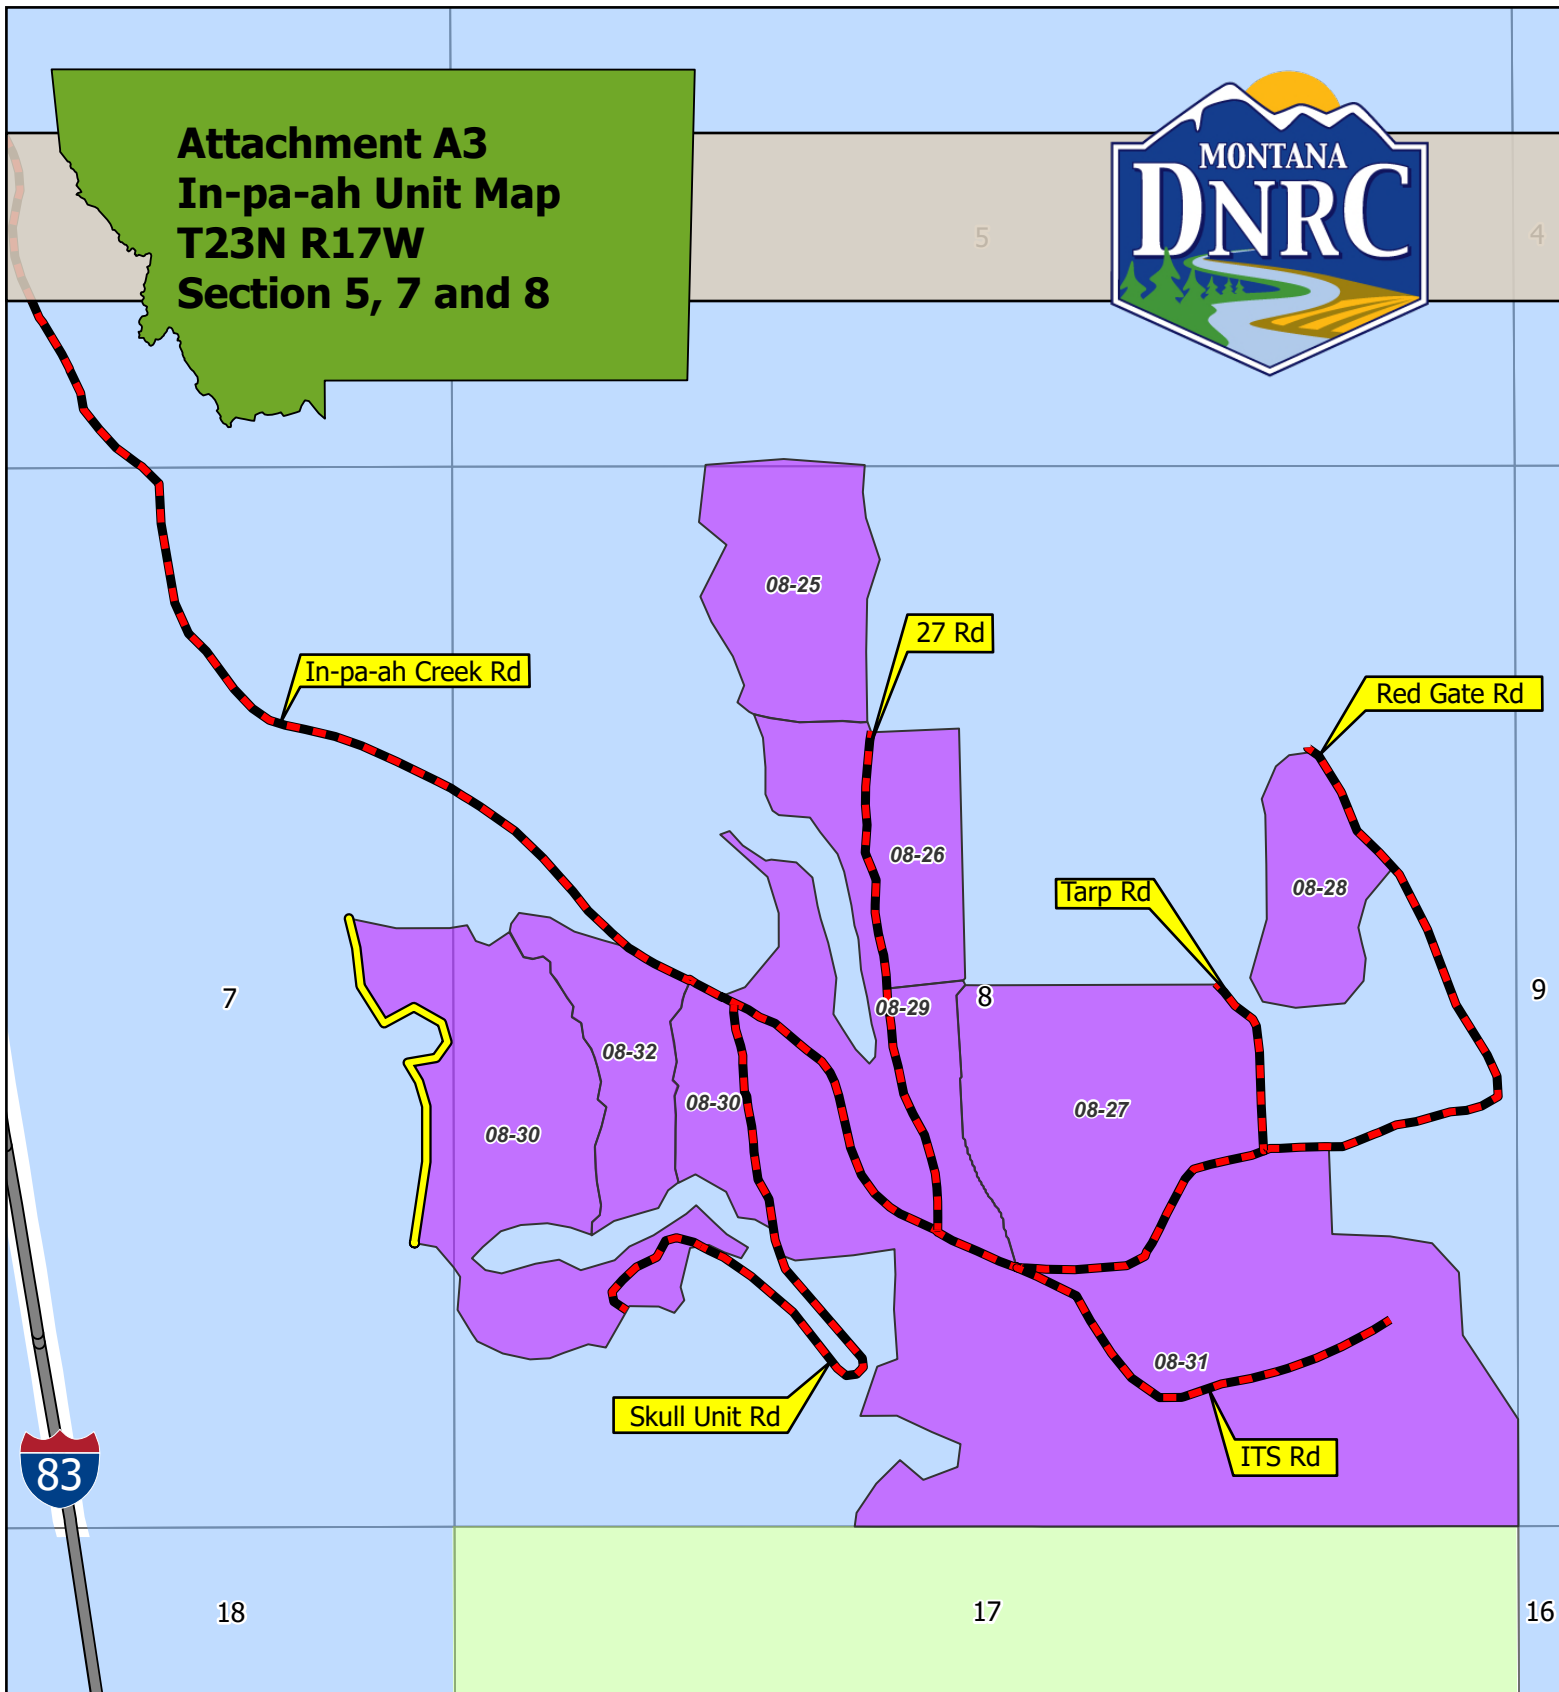 Attachment A3
In-pa-ah Unit Map
T23N R17W
Section 5, 7 and 8
MONTANA
DNRC
5
4
08-25
27 Rd
In-pa-ah Creek Rd
Red Gate Rd
08-26
08-28
Tarp Rd
7
08-29
8
9
08-32
08-30
08-27
08-30
08-31
Skull Unit Rd
ITS Rd
83
18
17
16